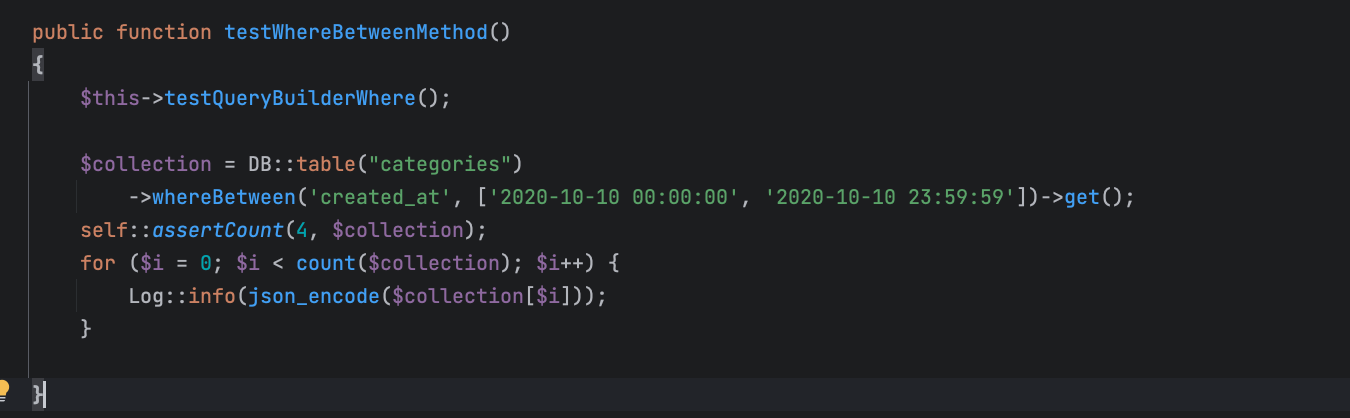 public function testWhereBetweenMethod()
{
    $this->testQueryBuilderWhere();

    $collection = DB::table("categories")
        ->whereBetween('created_at', ['2020-10-10 00:00:00', '2020-10-10 23:59:59'])->get();
    self::assertCount(4, $collection);
    for ($i = 0; $i < count($collection); $i++) {
        Log::info(json_encode($collection[$i]));
    }

}